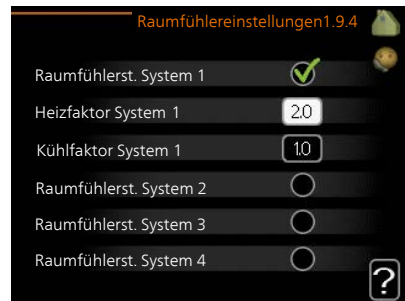 Raumfühlereinstellungen1.9.4
Raumfühlerst. System 1
Heizfaktor System 1 2.0
Kühlfaktor System 1 1.0
Raumfühlerst. System 2
Raumfühlerst. System 3
Raumfühlerst. System 4
?